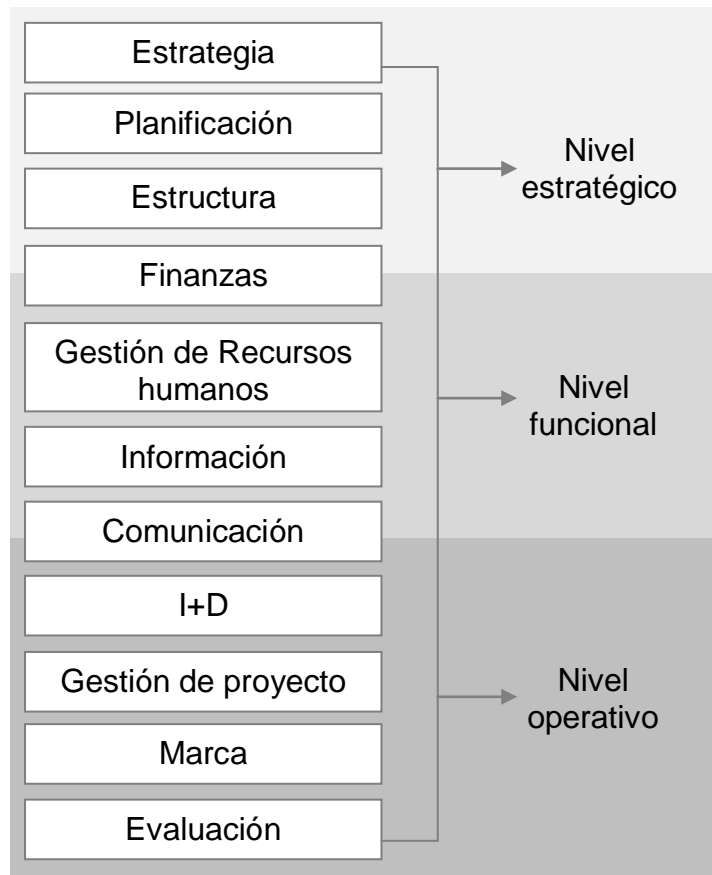 Estrategia
Planificación
Estructura
Finanzas
Gestión de Recursos
humanos
Información
Comunicación
I+D
Gestión de proyecto
Marca
Evaluación
Nivel
estratégico
Nivel
funcional
Nivel
operativo